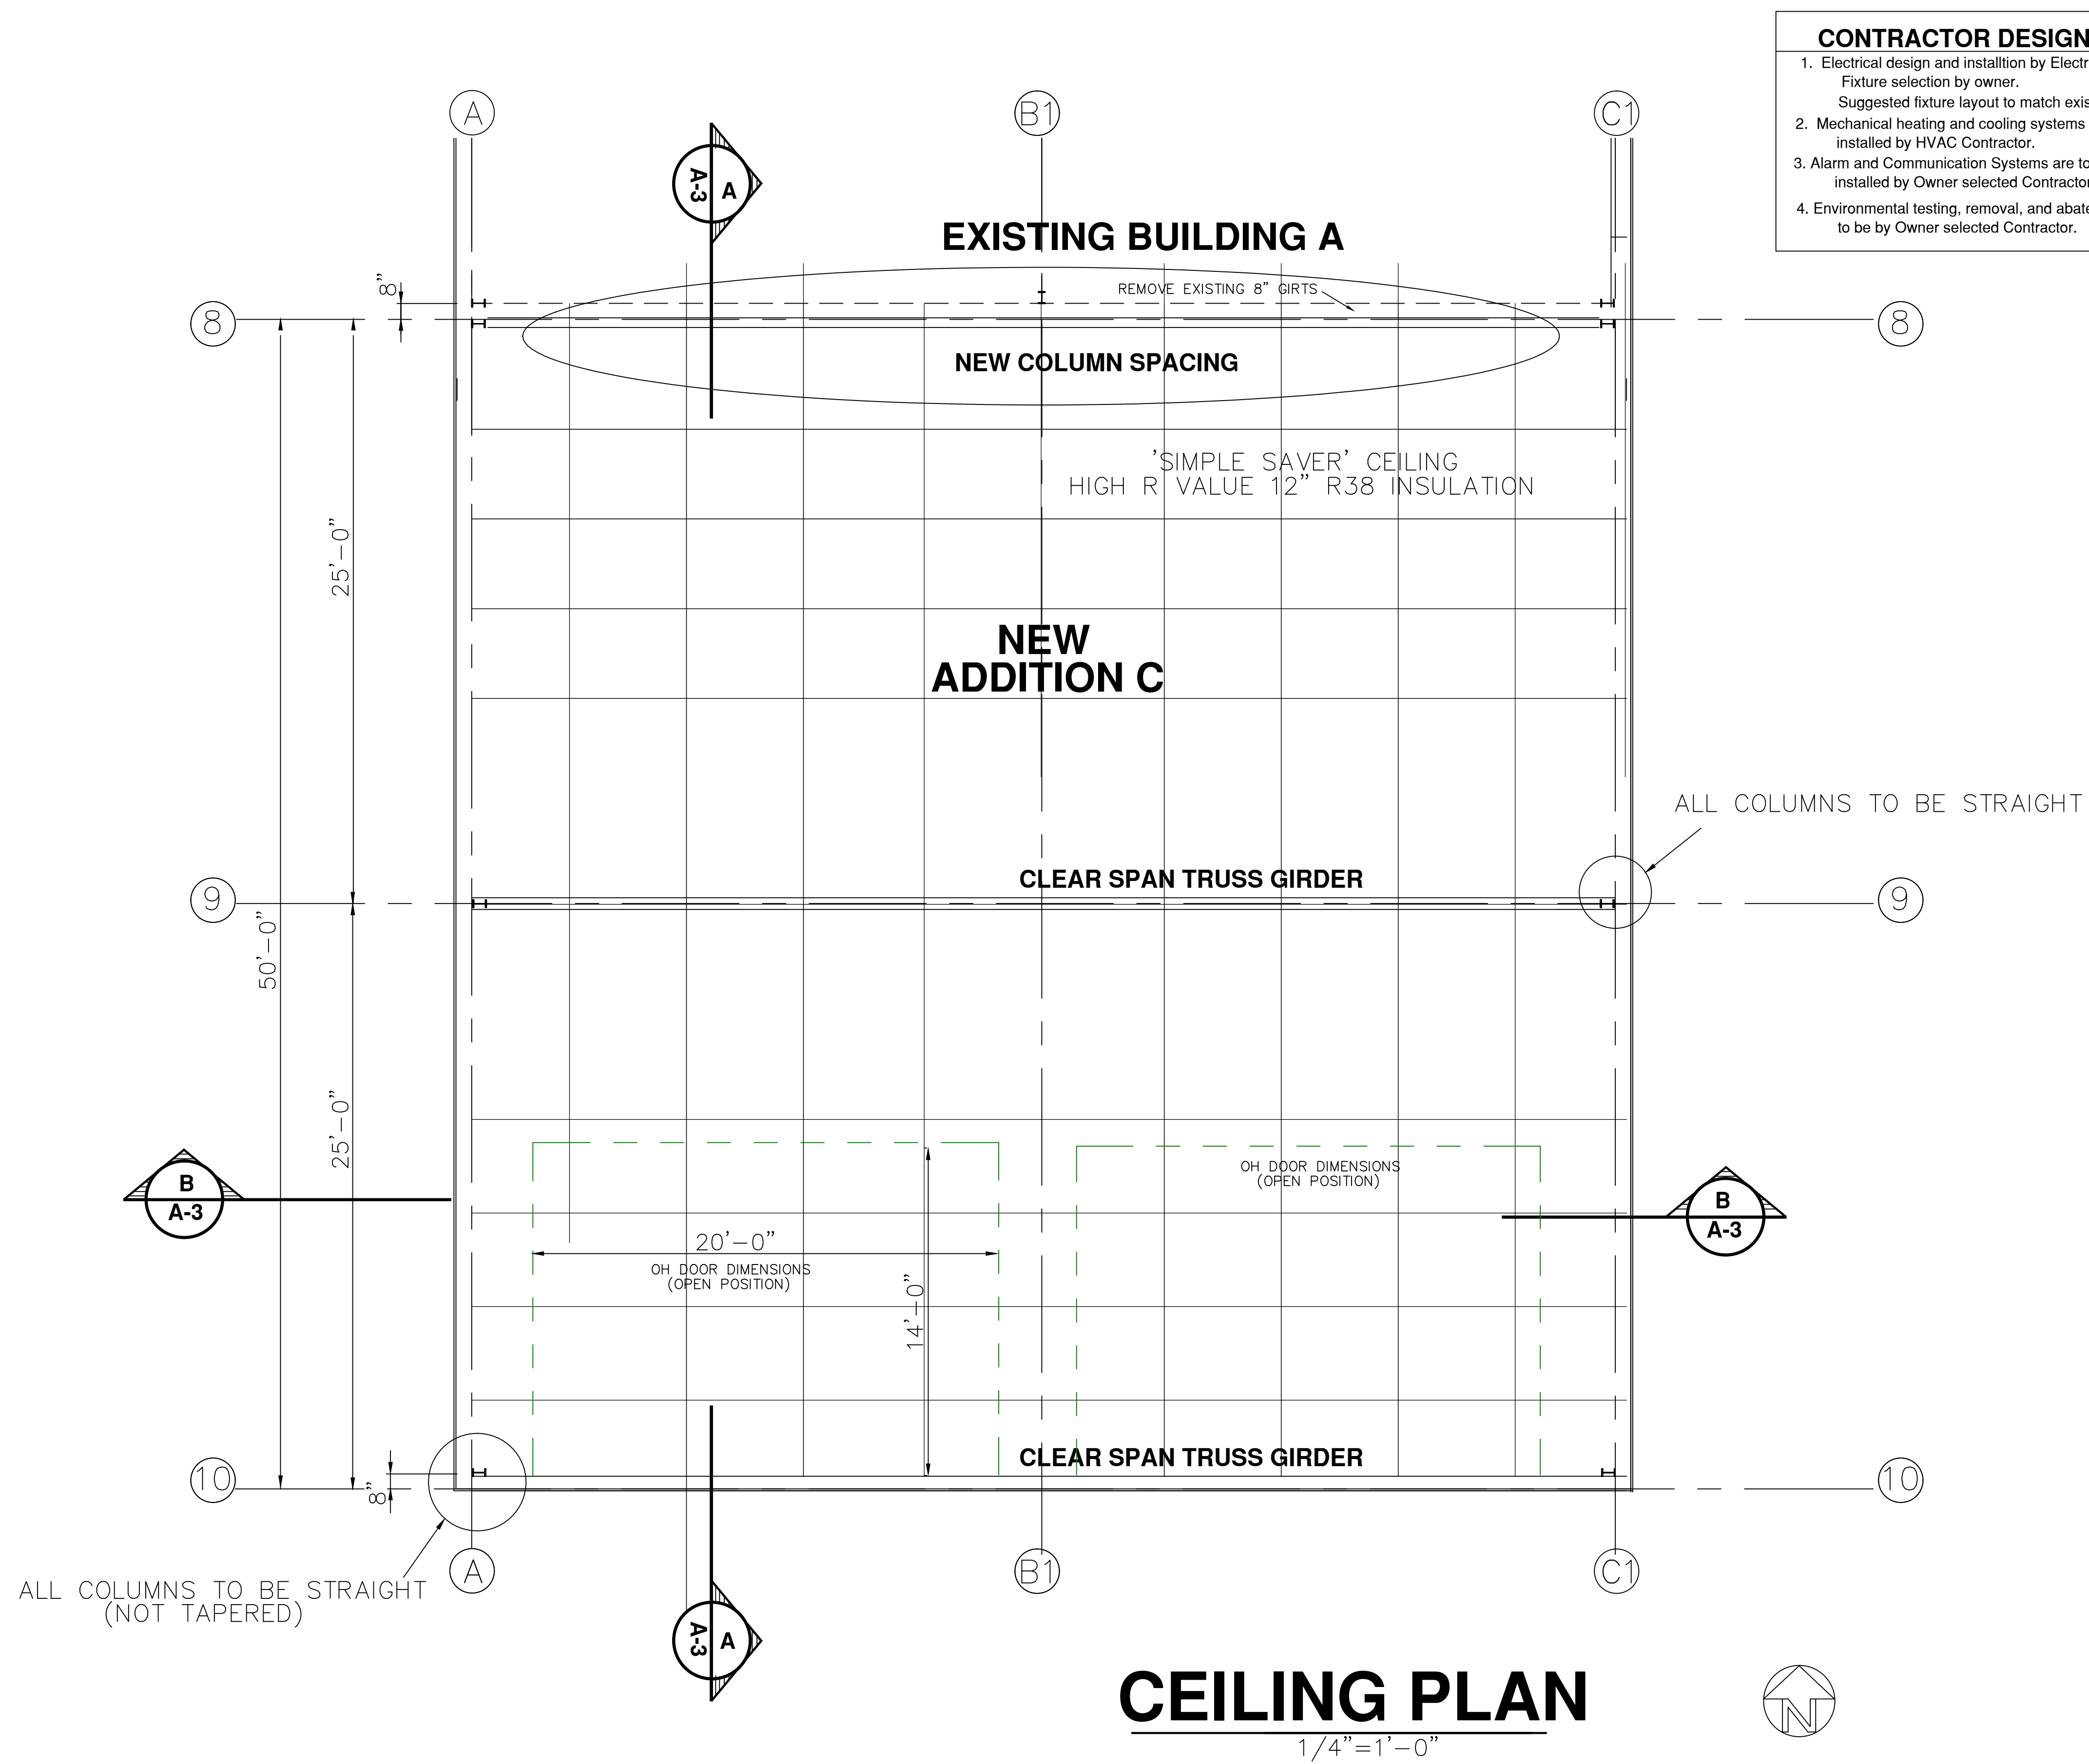 CONTRACTOR DESIGN
1. Electrical design and installtion by
Fixture selection by owner.
Suggested fixture layout to match
2. Mechanical heating and cooling systems
installed by HVAC Contractor.
3. Alarm and Communication Systems are to
installed by Owner selected Contractor
4. Environmental testing, removal, and
to be by Owner selected Contractor.
A
B1
C1
A-3
A
EXISTING BUILDING A
8"
REMOVE EXISTING 8" GIRTS
8
8
NEW COLUMN SPACING
'SIMPLE SAVER' CEILING
HIGH R VALUE 12" R38 INSULATION
25'-0"
NEW
ADDITION C
ALL COLUMNS TO BE STRAIGHT
CLEAR SPAN TRUSS GIRDER
9
9
50'-0"
25'-0"
OH DOOR DIMENSIONS
(OPEN POSITION)
B
A-3
B
A-3
20'-0"
OH DOOR DIMENSIONS
(OPEN POSITION)
14'-0"
CLEAR SPAN TRUSS GIRDER
10
10
8"
A
B1
C1
ALL COLUMNS TO BE STRAIGHT
(NOT TAPERED)
A-3
A
CEILING PLAN
1/4"=1'-0"
N